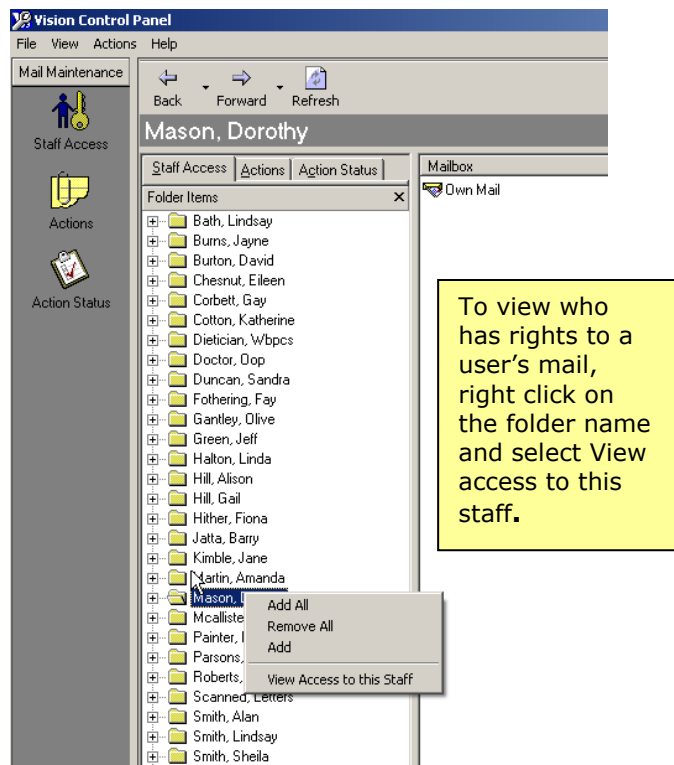 Vision Control Panel
File View Actions Help
Mail Maintenance
Staff Access
Actions
Action Status
Back Forward Refresh
Mason, Dorothy
Staff Access Actions Action Status
Folder Items x
Bath, Lindsay
Burns, Jayne
Burton, David
Chesnut, Eileen
Corbett, Gay
Cotton, Katherine
Dietician, Wbpcs
Doctor, Oop
Duncan, Sandra
Fothering, Fay
Gantley, Olive
Green, Jeff
Halton, Linda
Hill, Alison
Hill, Gail
Hither, Fiona
Jatta, Barry
Kimble, Jane
Martin, Amanda
Mason,
Mcalliste
Painter,
Parsons,
Roberts,
Scanned, Letters
Smith, Alan
Smith, Lindsay
Smith, Sheila
Add All
Remove All
Add
View Access to this Staff
Mailbox
Own Mail
To view who
has rights to a
user's mail,
right click on
the folder name
and select View
access to this
staff.